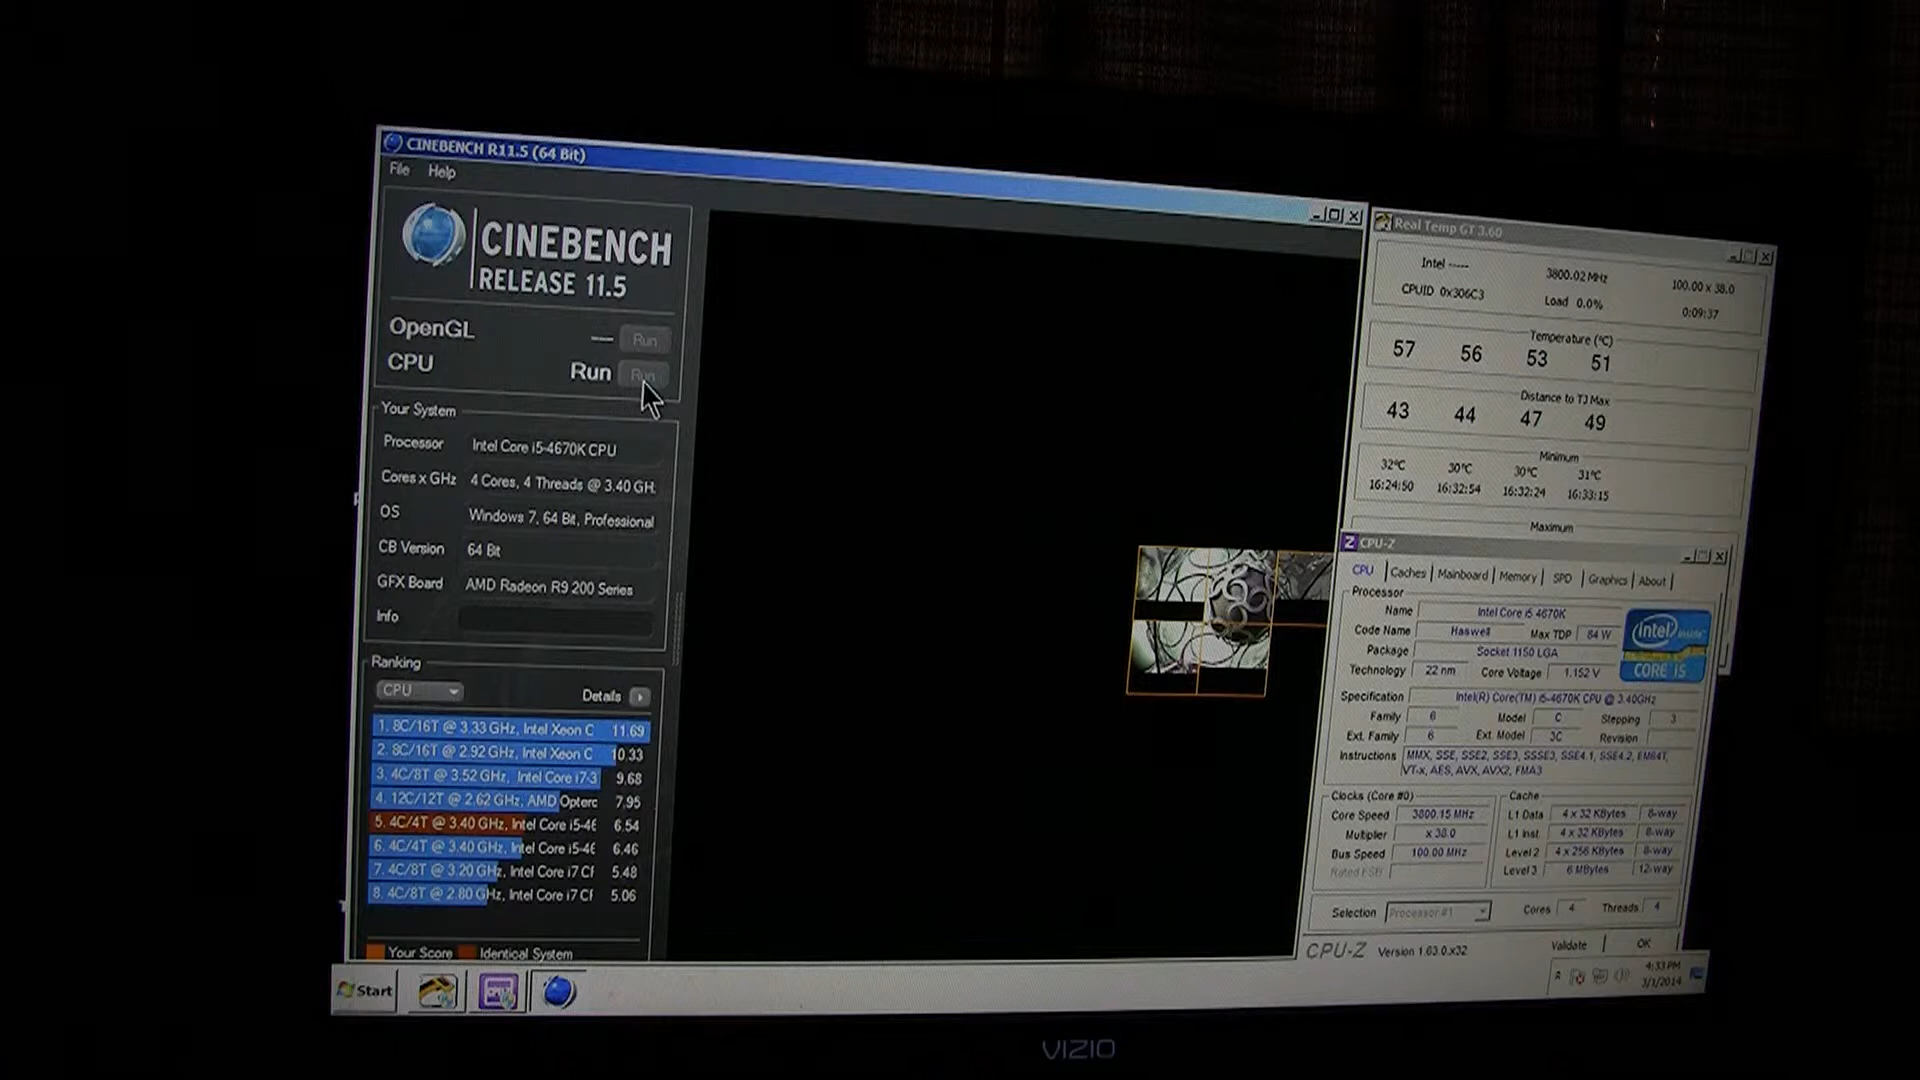 CINEBENCH R11.5 (64 Bit)
File Help
CINEBENCH
RELEASE 11.5
OpenGL --- Run
CPU Run Run
Your System
Processor Intel Core i5-4670K CPU
Cores x GHz 4 Cores, 4 Threads @ 3.40 GH
OS Windows 7, 64 Bit, Professional
CB Version 64 Bit
GFX Board AMD Radeon R9 200 Series
Info
Ranking
CPU Details
1. 8C/16T @ 3.33 GHz, Intel Xeon C 11.69
2. 8C/16T @ 2.92 GHz, Intel Xeon C 10.33
3. 4C/8T @ 3.52 GHz, Intel Core i7-3 9.68
4. 12C/12T @ 2.62 GHz, AMD Opterc 7.95
5. 4C/4T @ 3.40 GHz, Intel Core i5-46 6.54
6. 4C/4T @ 3.40 GHz, Intel Core i5-46 6.46
7. 4C/8T @ 3.20 GHz, Intel Core i7 CF 5.48
8. 4C/8T @ 2.80 GHz, Intel Core i7 CF 5.06
Your Score Identical System
Real Temp GT 3.60
Intel ----- 3800.02 MHz 100.00 x 38.0
CPUID 0x306C3 Load 0.0% 0:09:37
Temperature (°C)
57 56 53 51
Distance to TJ Max
43 44 47 49
Minimum
32°C 30°C 30°C 31°C
16:24:50 16:32:54 16:32:24 16:33:15
Maximum
CPU-Z
CPU Caches Mainboard Memory SPD Graphics About
Processor
Name Intel Core i5 4670K
Code Name Haswell Max TDP 84 W
Package Socket 1150 LGA
Technology 22 nm Core Voltage 1.152 V
intel inside
CORE i5
Specification Intel(R) Core(TM) i5-4670K CPU @ 3.40GHz
Family 6 Model C Stepping 3
Ext. Family 6 Ext. Model 3C Revision
Instructions MMX, SSE, SSE2, SSE3, SSSE3, SSE4.1, SSE4.2, EM64T,
VT-x, AES, AVX, AVX2, FMA3
Clocks (Core #0)
Core Speed 3800.15 MHz
Multiplier x 38.0
Bus Speed 100.00 MHz
Rated FSB
Cache
L1 Data 4 x 32 KBytes 8-way
L1 Inst. 4 x 32 KBytes 8-way
Level 2 4 x 256 KBytes 8-way
Level 3 6 MBytes 12-way
Selection Processor #1 Cores 4 Threads 4
CPU-Z Version 1.63.0.x32 Validate OK
Start
4:33 PM
3/1/2014
VIZIO